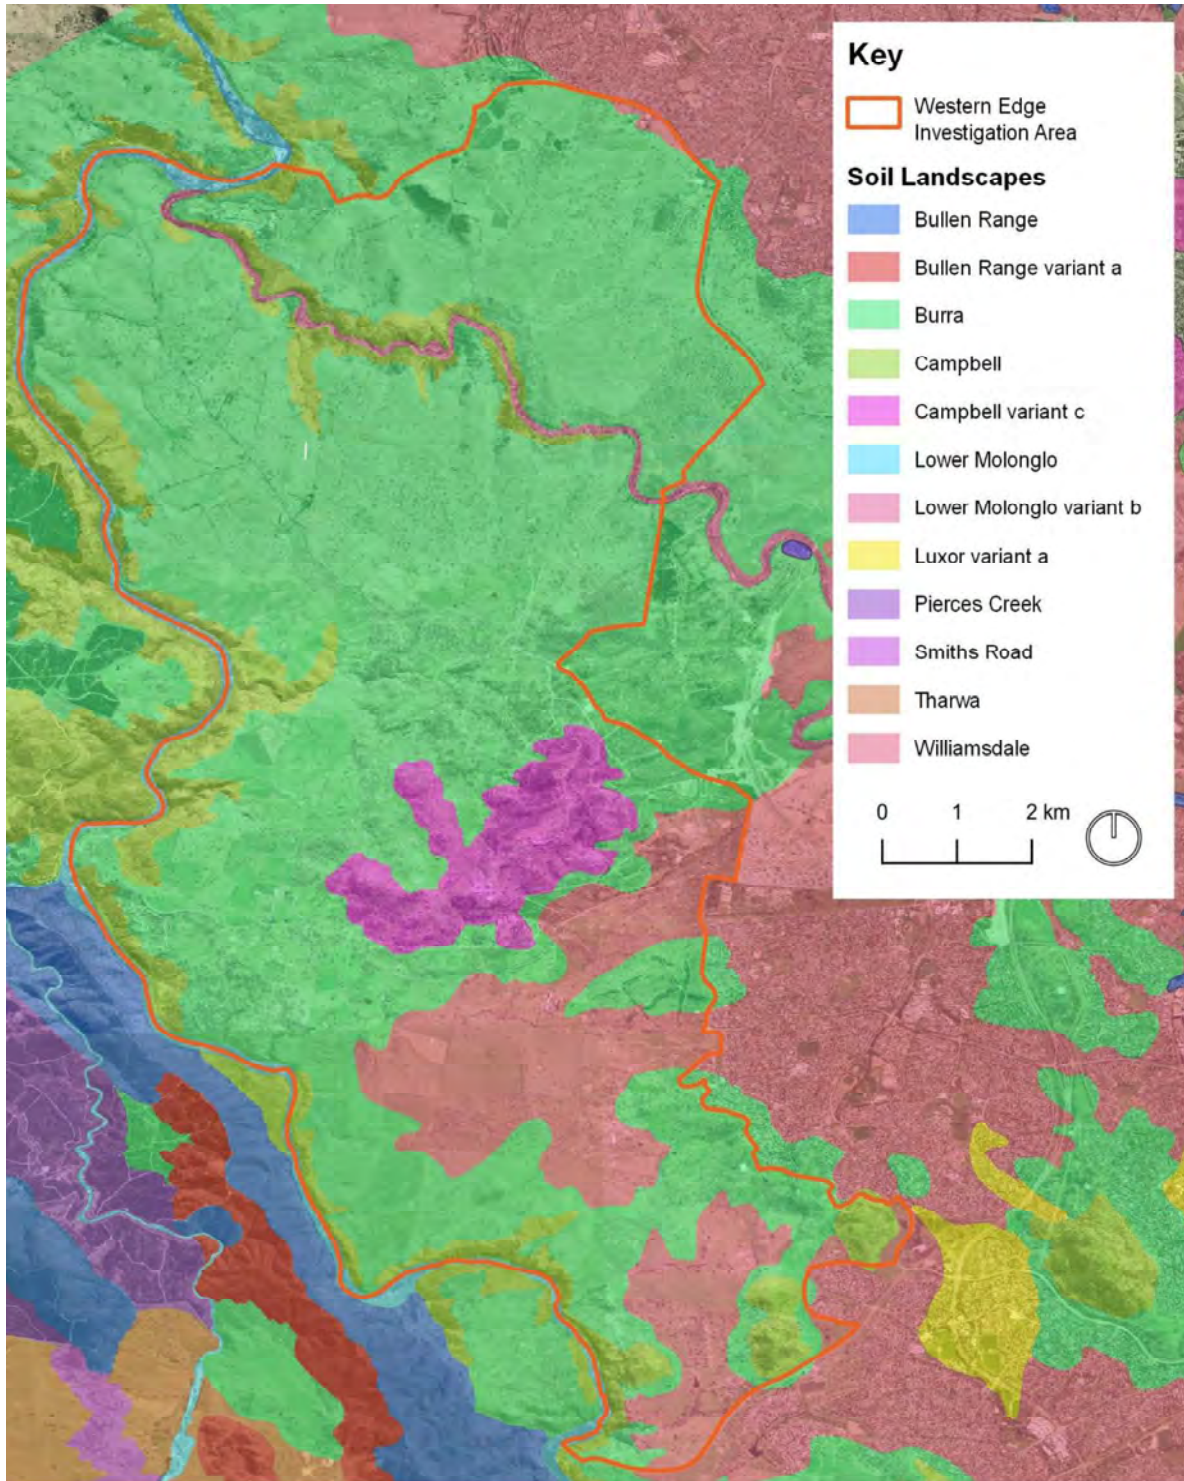 Key
Western Edge
Investigation Area
Soil Landscapes
Bullen Range
Bullen Range variant a
Burra
Campbell
Campbell variant c
Lower Molonglo
Lower Molonglo variant b
Luxor variant a
Pierces Creek
Smiths Road
Tharwa
Williamsdale
0 1 2 km